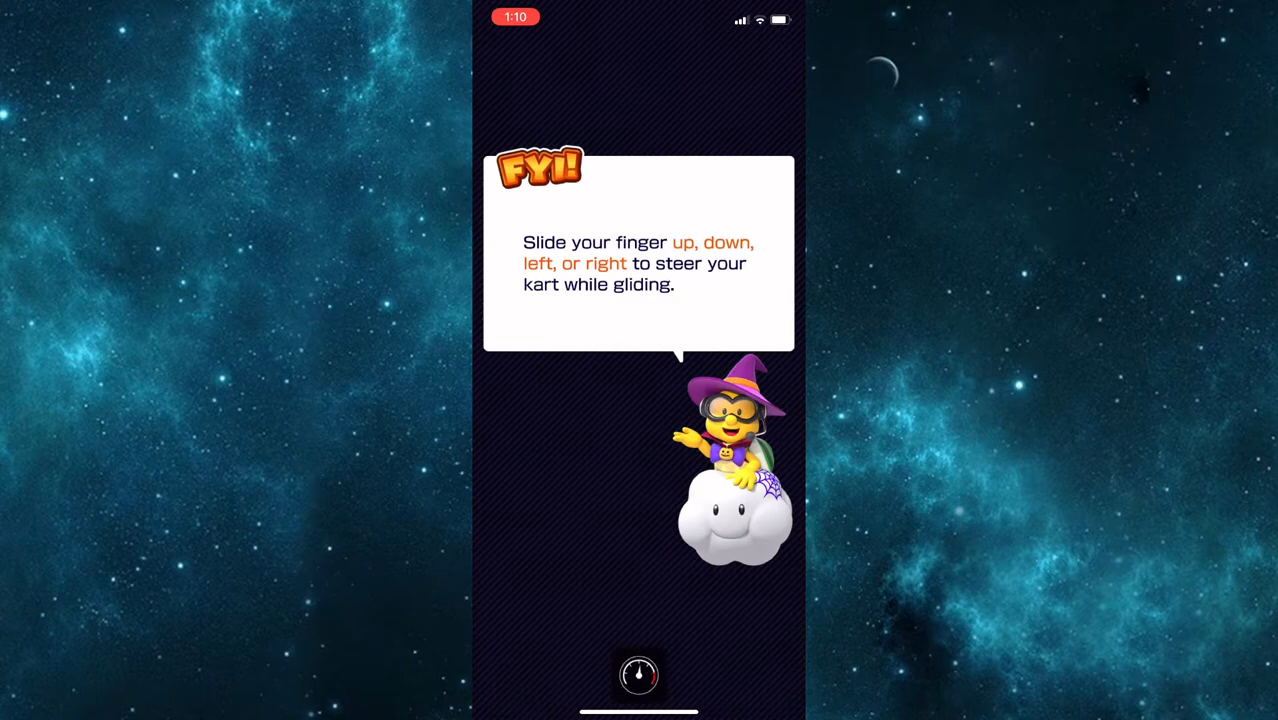 1:10
FYI!
Slide your finger up, down,
left, or right to steer your
kart while gliding.